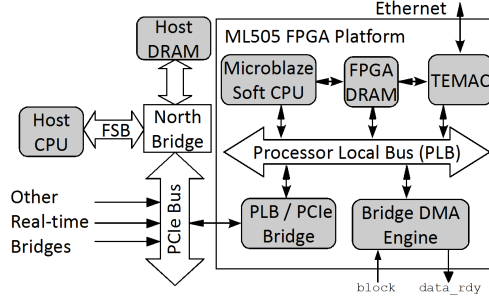 Ethernet
Host
DRAM
ML505 FPGA Platform
Microblaze
Soft CPU
FPGA
DRAM
TEMAC
Host
CPU
FSB
North
Bridge
Processor Local Bus (PLB)
Other
Real-time
Bridges
PCIe Bus
PLB / PCIe
Bridge
Bridge DMA
Engine
block
data_rdy